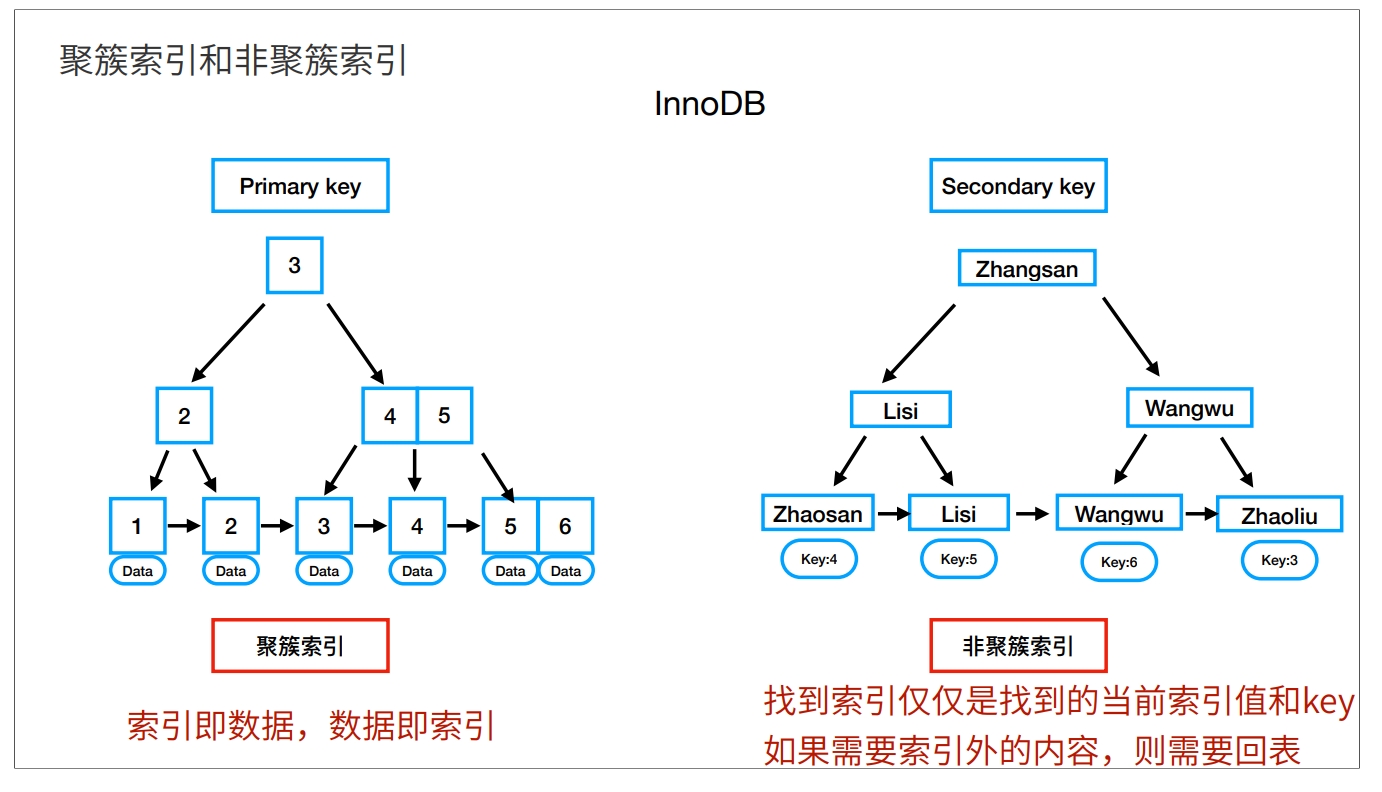 聚簇索引和非聚簇索引
InnoDB
Primary key
Secondary key
3
Zhangsan
2
4 5
Lisi
Wangwu
1 2 3 4 5 6
Zhaosan Lisi Wangwu Zhaoliu
Data Data Data Data Data Data
Key:4 Key:5 Key:6 Key:3
聚簇索引
非聚簇索引
索引即数据，数据即索引
找到索引仅仅是找到的当前索引值和key
如果需要索引外的内容，则需要回表